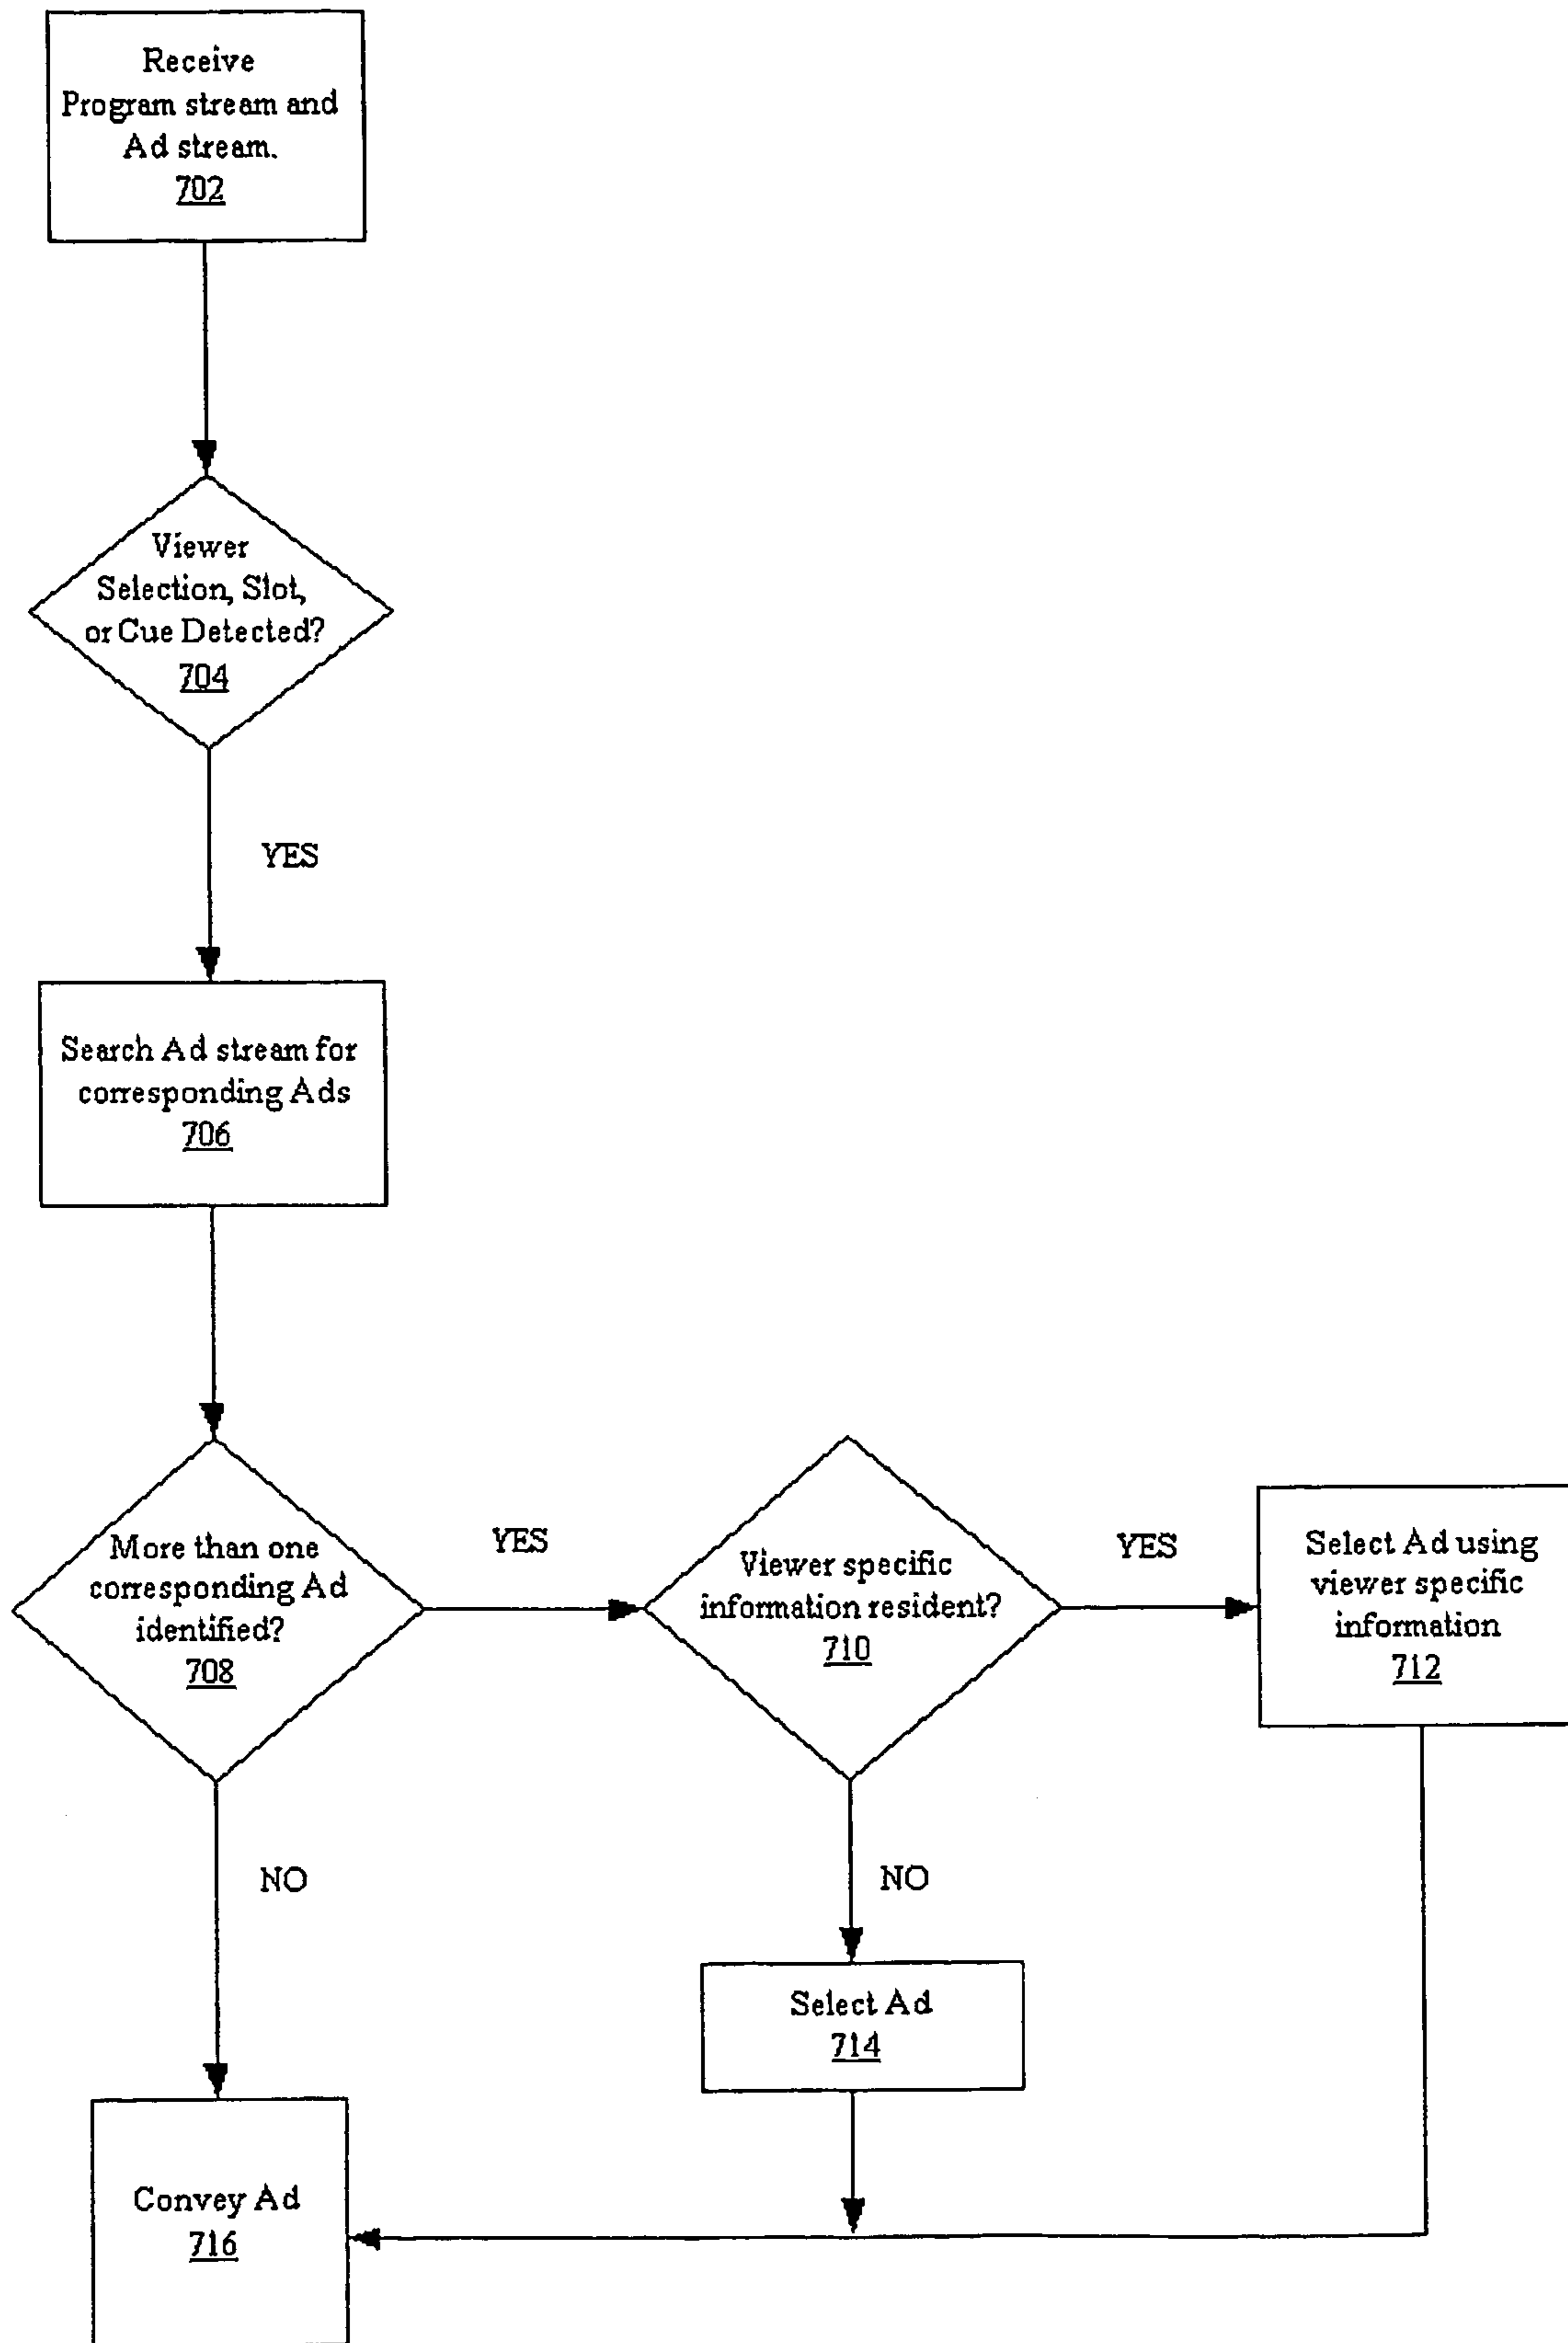 Receive
Program stream and
Ad stream.
702
Viewer
Selection, Slot,
or Cue Detected?
704
YES
Search Ad stream for
corresponding Ads
706
More than one
corresponding Ad
identified?
708
YES
Viewer specific
information resident?
710
YES
Select Ad using
viewer specific
information
712
NO
NO
Select Ad
714
Convey Ad
716